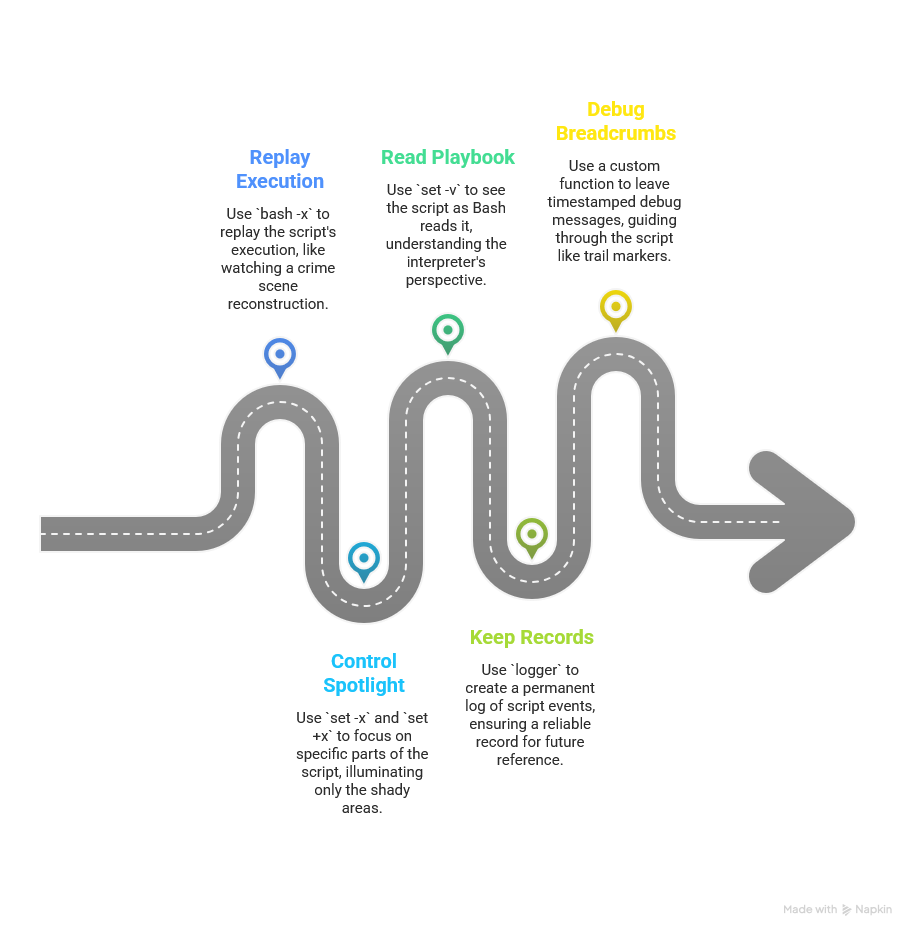 Replay
Execution
Use `bash -x` to
replay the script's
execution, like
watching a crime
scene
reconstruction.
Control
Spotlight
Use `set -x` and `set
+x` to focus on
specific parts of the
script, illuminating
only the shady
areas.
Read Playbook
Use `set -v` to see
the script as Bash
reads it,
understanding the
interpreter's
perspective.
Keep Records
Use `logger` to
create a permanent
log of script events,
ensuring a reliable
record for future
reference.
Debug
Breadcrumbs
Use a custom
function to leave
timestamped debug
messages, guiding
through the script
like trail markers.
Made with Napkin